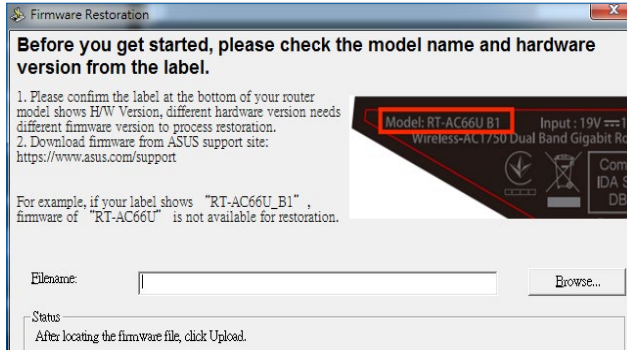 Firmware Restoration
Before you get started, please check the model name and hardware
version from the label.
1. Please confirm the label at the bottom of your router
model shows H/W Version, different hardware version needs
different firmware version to process restoration.
2. Download firmware from ASUS support site:
https://www.asus.com/support
For example, if your label shows “RT-AC66U_B1” ,
firmware of “RT-AC66U” is not available for restoration.
Model: RT-AC66U B1
Input : 19V
Wireless-AC1750 Dual Band Gigabit
Com
IDA
DB
Filename:
Browse...
Status
After locating the firmware file, click Upload.